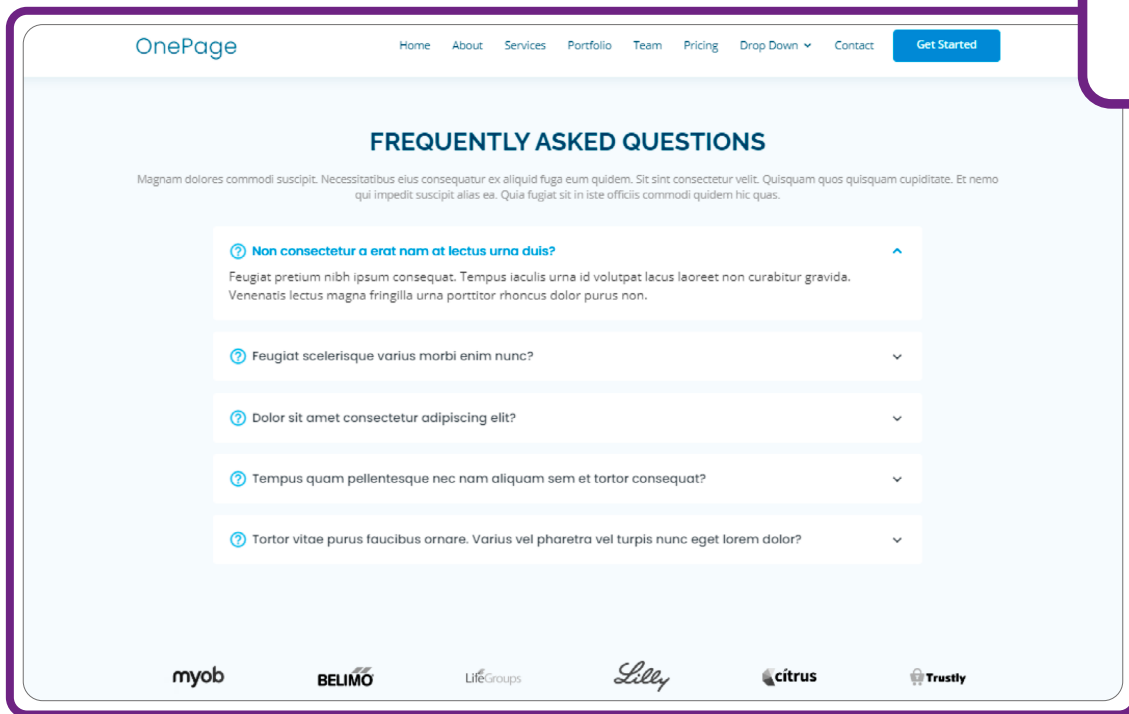 OnePage
Home About Services Portfolio Team Pricing Drop Down Contact Get Started
FREQUENTLY ASKED QUESTIONS
Magnam dolores commodi suscipit. Necessitatibus eius consequatur ex aliquid fuga eum quidem. Sit sint consectetur velit. Quisquam quos quisquam cupiditate. Et nemo
qui impedit suscipit alias ea. Quia fugiat sit in iste officiis commodi quidem hic quas.
Non consectetur a erat nam at lectus urna duis?
Feugiat pretium nibh ipsum consequat. Tempus iaculis urna id volutpat lacus laoreet non curabitur gravida.
Venenatis lectus magna fringilla urna porttitor rhoncus dolor purus non.
Feugiat scelerisque varius morbi enim nunc?
Dolor sit amet consectetur adipiscing elit?
Tempus quam pellentesque nec nam aliquam sem et tortor consequat?
Tortor vitae purus faucibus ornare. Varius vel pharetra vel turpis nunc eget lorem dolor?
myob BELIMO LifeGroups Lilly citrus Trustly